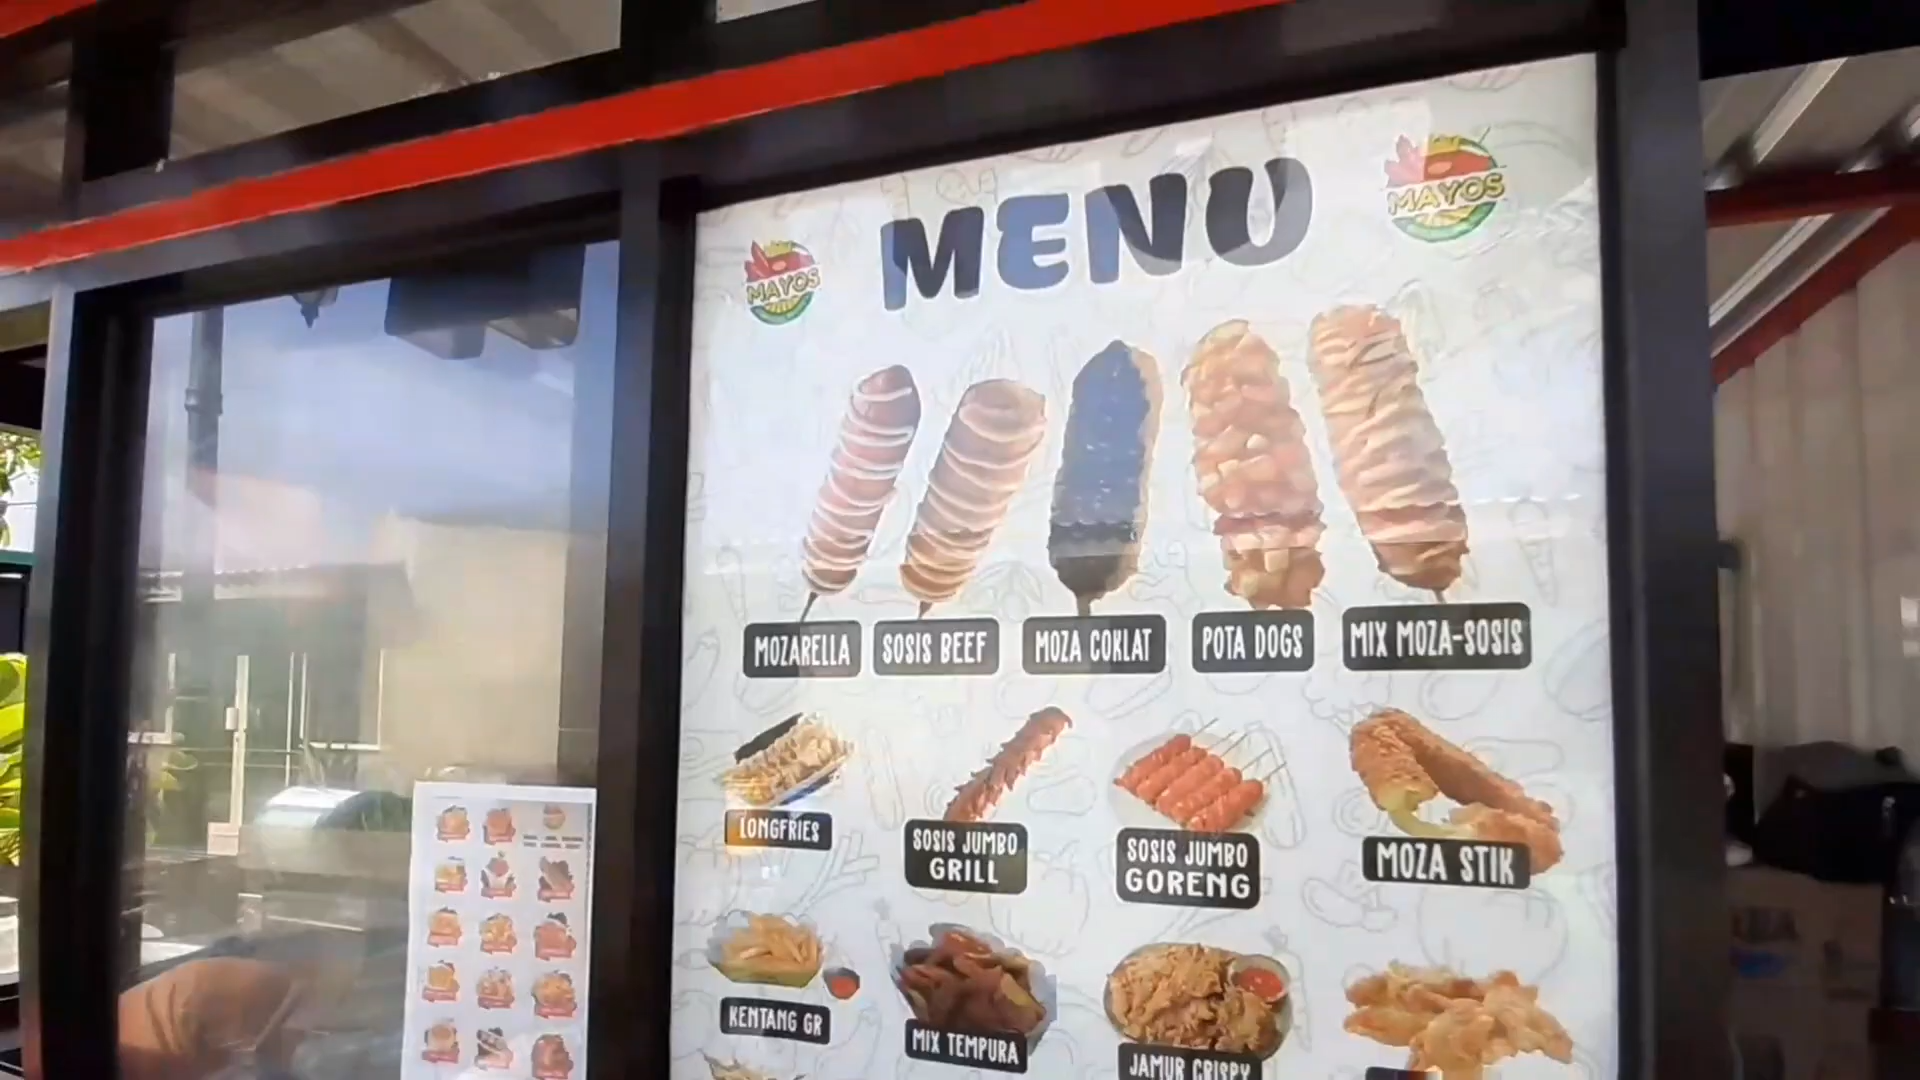 MENU
MAYOS
MAYOS
MOZARELLA
SOSIS BEEF
MOZA COKLAT
POTA DOGS
MIX MOZA-SOSIS
LONGFRIES
SOSIS JUMBO
GRILL
SOSIS JUMBO
GORENG
MOZA STIK
KENTANG GR
MIX TEMPURA
JAMUR CRISPY